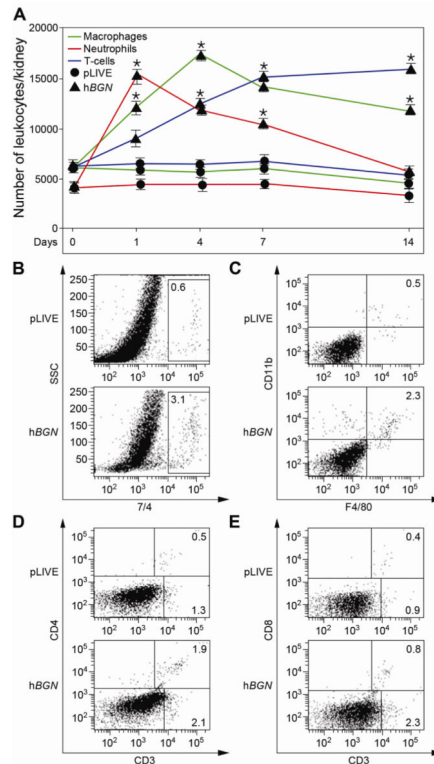 A
Number of leukocytes/kidney
20000
15000
10000
5000
0
Macrophages
Neutrophils
T-cells
pLIVE
hBGN
* * * * * * * * *
Days 0 1 4 7 14
B
pLIVE
hBGN
SSC
250
200
150
100
50
0.6
250
200
150
100
50
3.1
10² 10³ 10⁴ 10⁵
7/4
C
pLIVE
hBGN
CD11b
10⁵
10⁴
10³
10²
0.5
10⁵
10⁴
10³
10²
2.3
10² 10³ 10⁴ 10⁵
F4/80
D
pLIVE
hBGN
CD4
10⁵
10⁴
10³
10²
0.5
1.3
10⁵
10⁴
10³
10²
1.9
2.1
10² 10³ 10⁴ 10⁵
CD3
E
pLIVE
hBGN
CD8
10⁵
10⁴
10³
10²
0.4
0.9
10⁵
10⁴
10³
10²
0.8
2.3
10² 10³ 10⁴ 10⁵
CD3